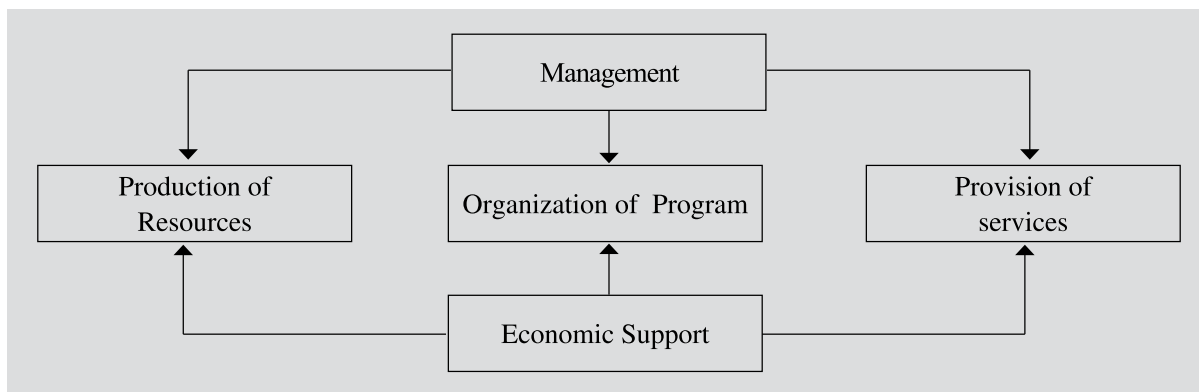 Management
Production of
Resources
Organization of Program
Provision of
services
Economic Support